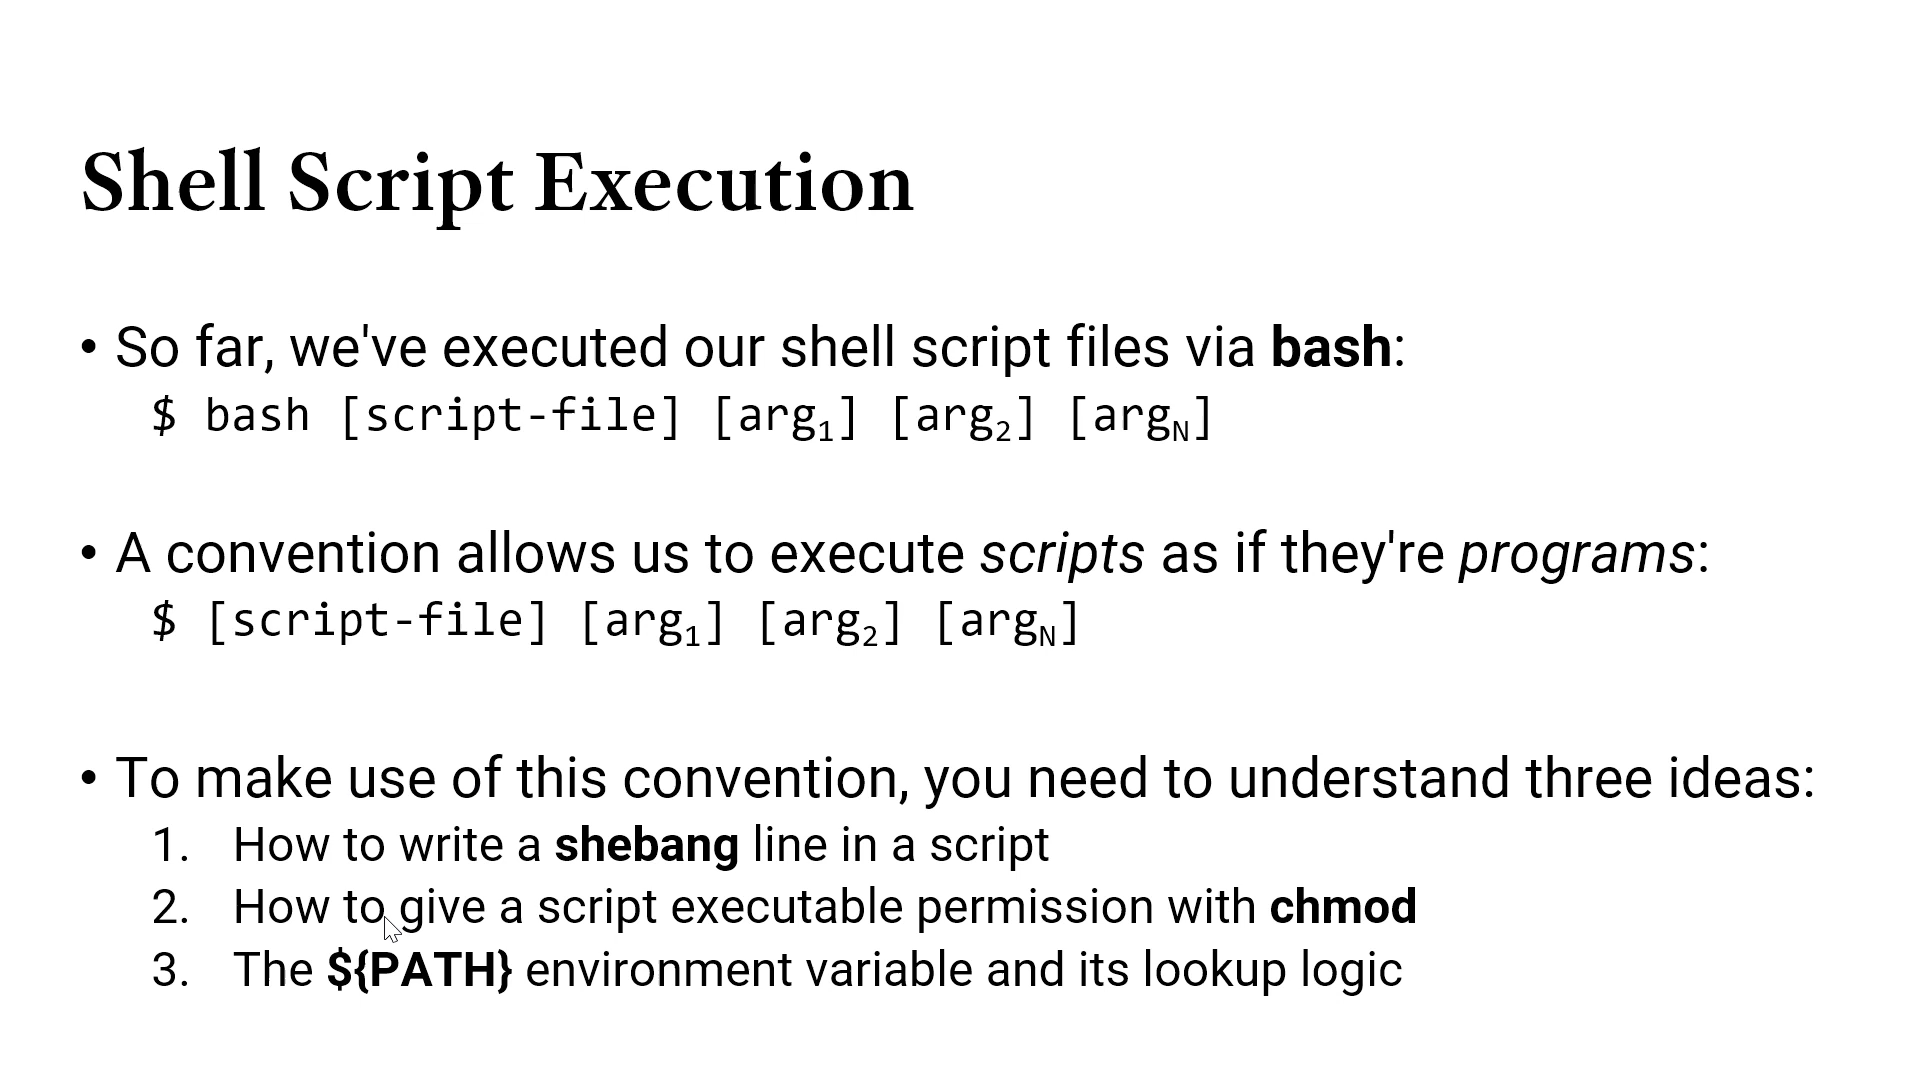 Shell Script Execution
• So far, we've executed our shell script files via bash:
$ bash [script-file] [arg₁] [arg₂] [argN]
• A convention allows us to execute scripts as if they're programs:
$ [script-file] [arg₁] [arg₂] [argN]
• To make use of this convention, you need to understand three ideas:
1. How to write a shebang line in a script
2. How to give a script executable permission with chmod
3. The ${PATH} environment variable and its lookup logic